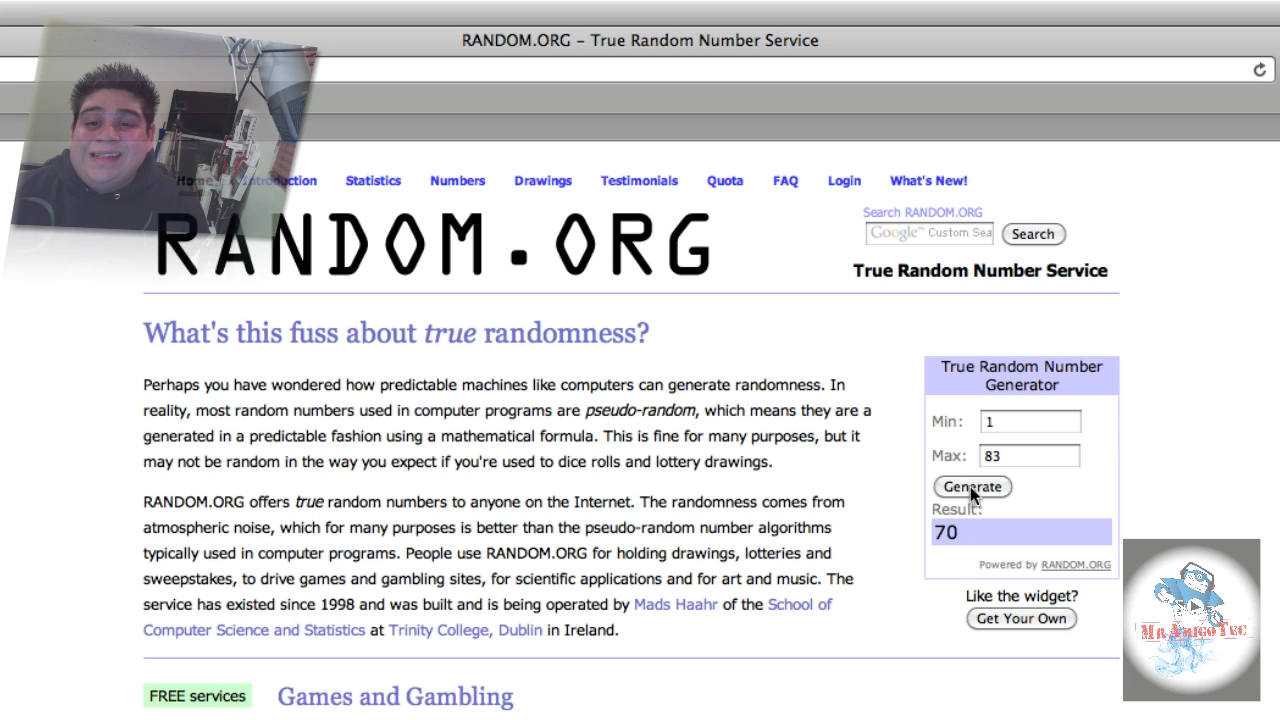 RANDOM.ORG – True Random Number Service
Home Introduction Statistics Numbers Drawings Testimonials Quota FAQ Login What's New!
Search RANDOM.ORG
RANDOM.ORG
Google™ Custom Sea Search
True Random Number Service
What's this fuss about true randomness?
Perhaps you have wondered how predictable machines like computers can generate randomness. In
reality, most random numbers used in computer programs are pseudo-random, which means they are a
generated in a predictable fashion using a mathematical formula. This is fine for many purposes, but it
may not be random in the way you expect if you're used to dice rolls and lottery drawings.
RANDOM.ORG offers true random numbers to anyone on the Internet. The randomness comes from
atmospheric noise, which for many purposes is better than the pseudo-random number algorithms
typically used in computer programs. People use RANDOM.ORG for holding drawings, lotteries and
sweepstakes, to drive games and gambling sites, for scientific applications and for art and music. The
service has existed since 1998 and was built and is being operated by Mads Haahr of the School of
Computer Science and Statistics at Trinity College, Dublin in Ireland.
True Random Number
Generator
Min: 1
Max: 83
Generate
Result:
70
Powered by RANDOM.ORG
Like the widget?
Get Your Own
MR AMIGO TEC
FREE services Games and Gambling